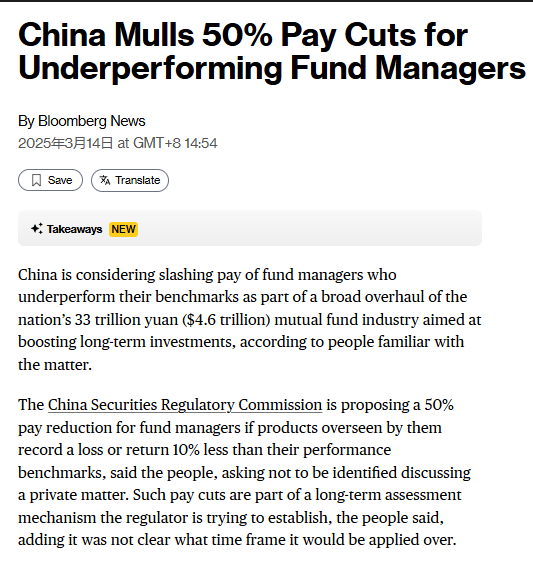 China Mulls 50% Pay Cuts for
Underperforming Fund Managers
By Bloomberg News
2025年3月14日 at GMT+8 14:54
Save
Translate
Takeaways NEW
China is considering slashing pay of fund managers who
underperform their benchmarks as part of a broad overhaul of the
nation’s 33 trillion yuan ($4.6 trillion) mutual fund industry aimed at
boosting long-term investments, according to people familiar with
the matter.
The China Securities Regulatory Commission is proposing a 50%
pay reduction for fund managers if products overseen by them
record a loss or return 10% less than their performance
benchmarks, said the people, asking not to be identified discussing
a private matter. Such pay cuts are part of a long-term assessment
mechanism the regulator is trying to establish, the people said,
adding it was not clear what time frame it would be applied over.